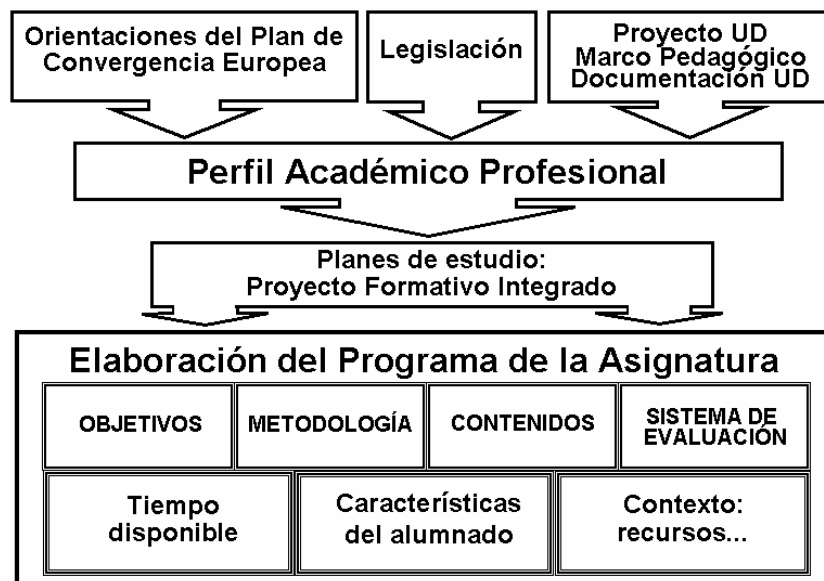 Orientaciones del Plan de
Convergencia Europea
Legislación
Proyecto UD
Marco Pedagógico
Documentación UD
Perfil Académico Profesional
Planes de estudio:
Proyecto Formativo Integrado
Elaboración del Programa de la Asignatura
OBJETIVOS
METODOLOGÍA
CONTENIDOS
SISTEMA DE
EVALUACIÓN
Tiempo
disponible
Características
del alumnado
Contexto:
recursos...